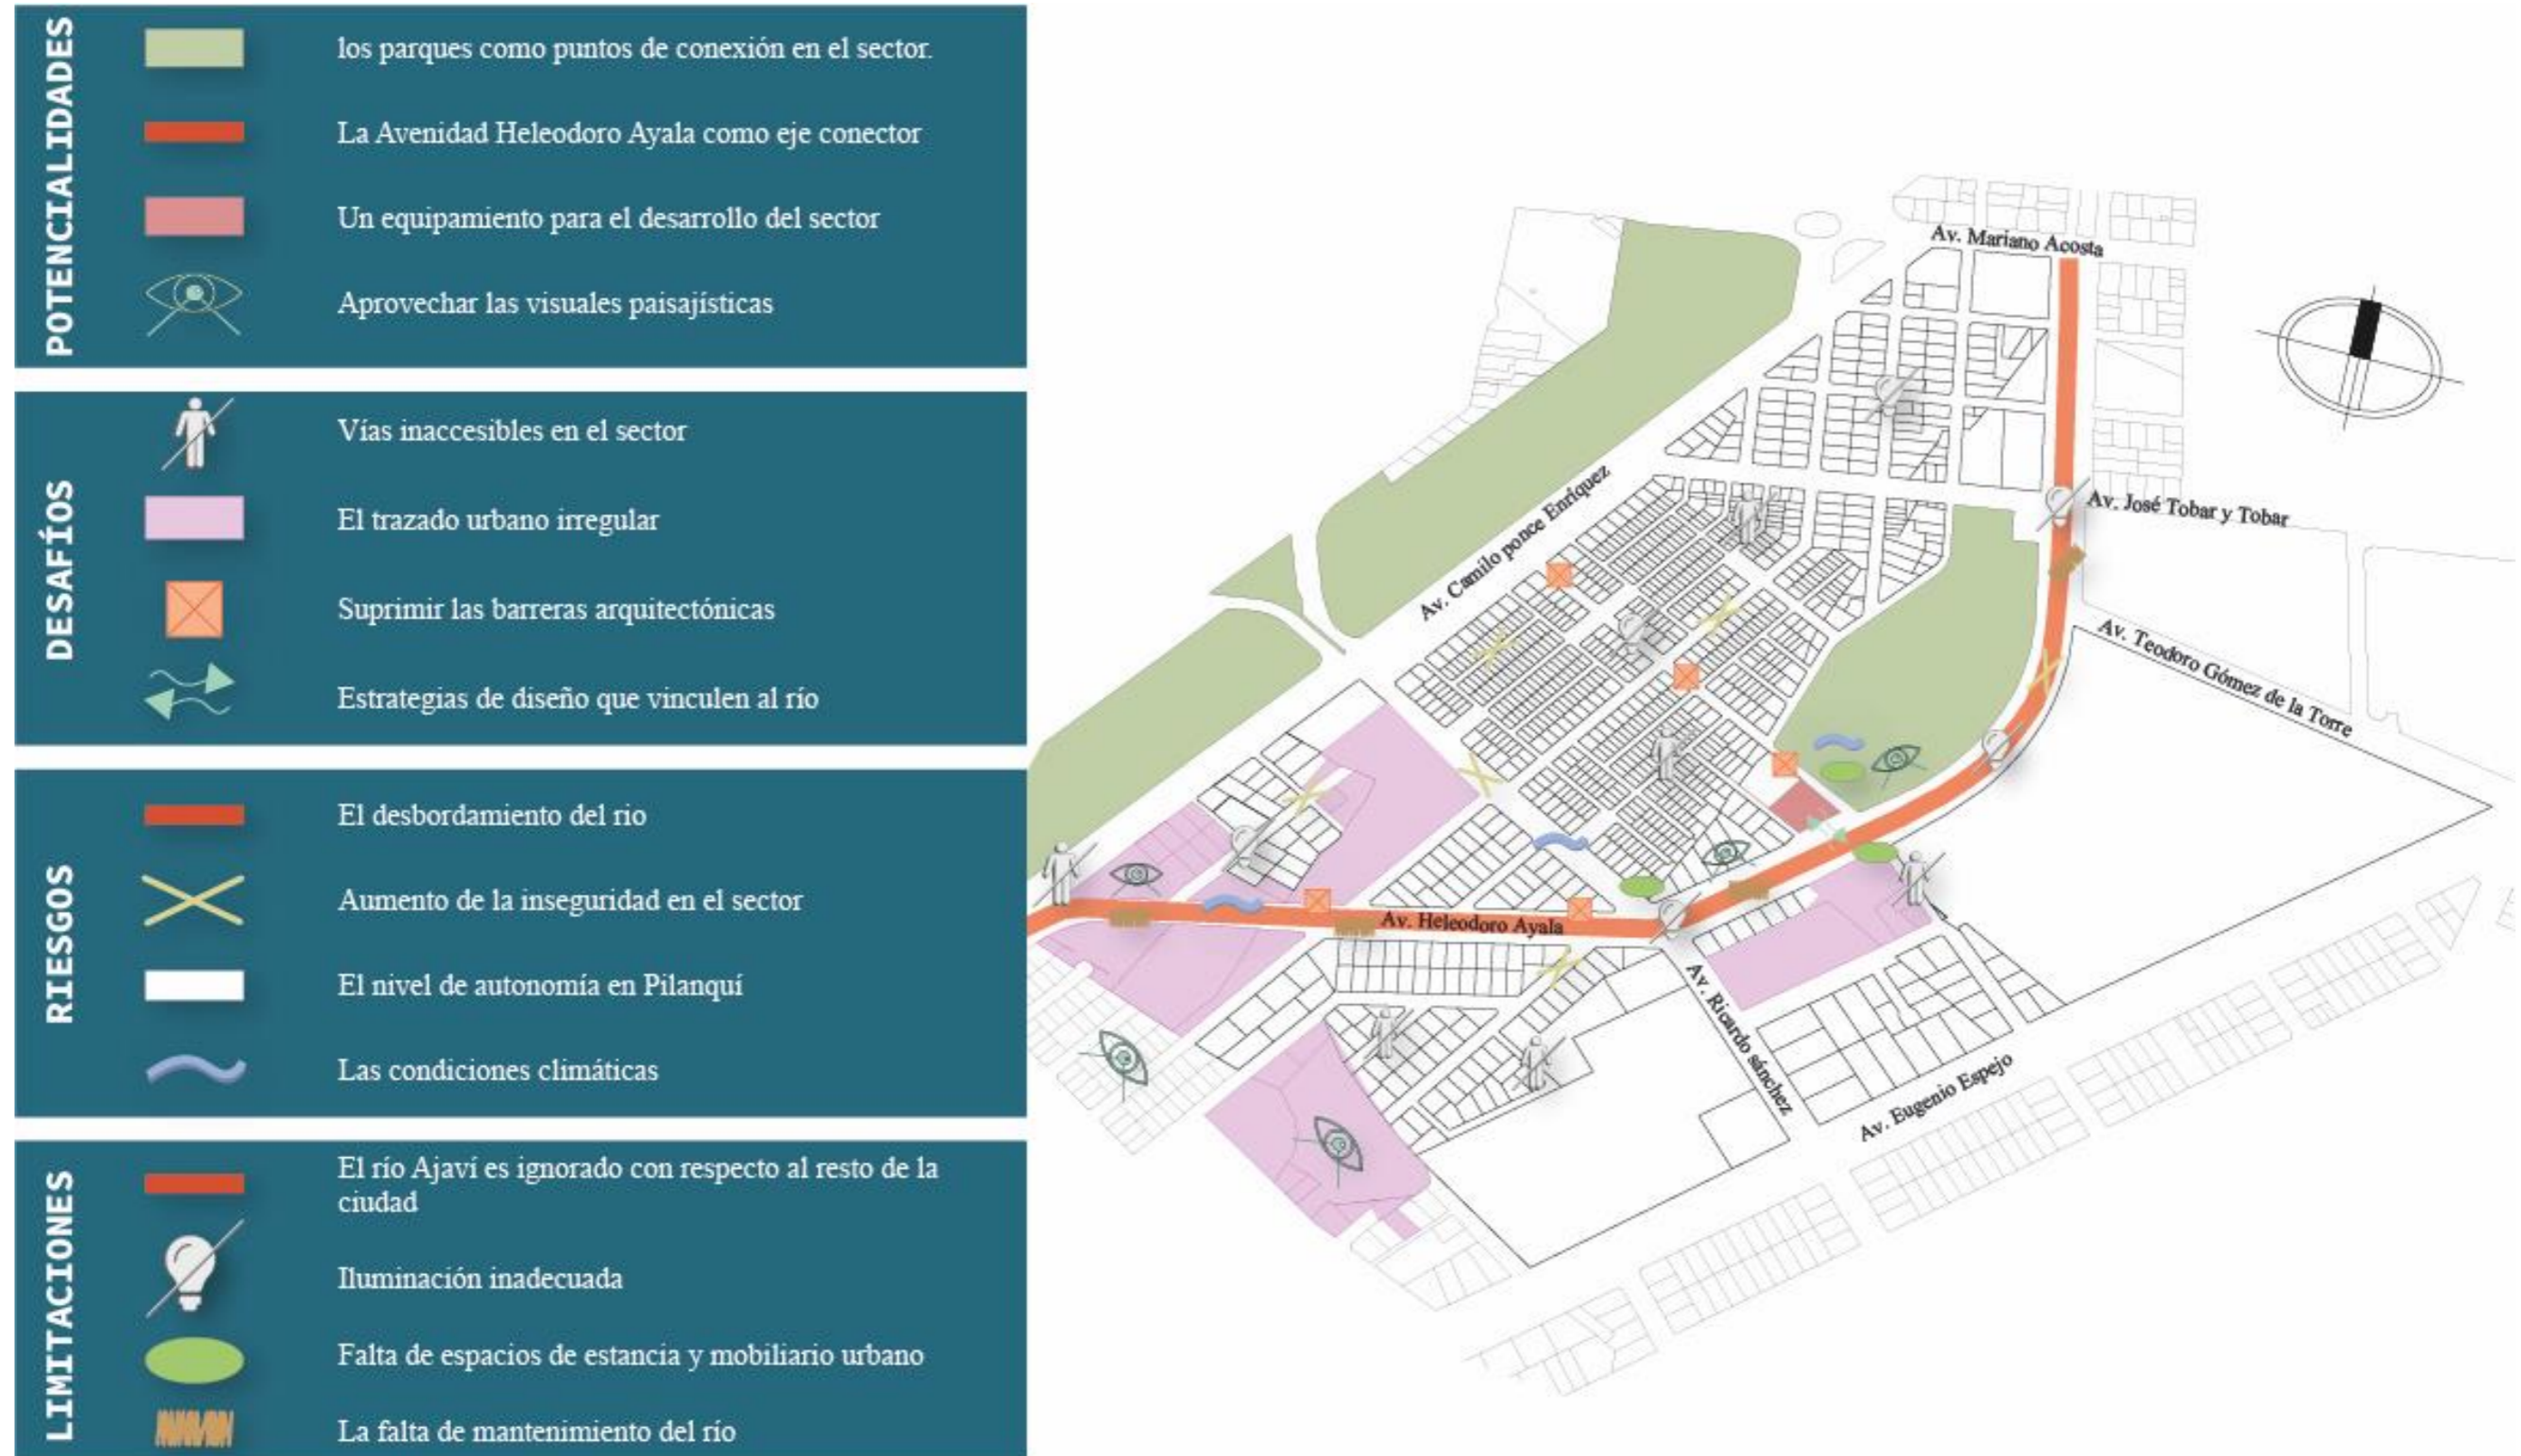 POTENCIALIDADES
los parques como puntos de conexión en el sector.
La Avenidad Heleodoro Ayala como eje conector
Un equipamiento para el desarrollo del sector
Aprovechar las visuales paisajísticas
DESAFÍOS
Vías inaccesibles en el sector
El trazado urbano irregular
Suprimir las barreras arquitectónicas
Estrategias de diseño que vinculen al río
RIESGOS
El desbordamiento del rio
Aumento de la inseguridad en el sector
El nivel de autonomía en Pilanquí
Las condiciones climáticas
LIMITACIONES
El río Ajaví es ignorado con respecto al resto de la
ciudad
Iluminación inadecuada
Falta de espacios de estancia y mobiliario urbano
La falta de mantenimiento del río
Av. Mariano Acosta
Av. Camilo ponce Enríquez
Av. José Tobar y Tobar
Av. Teodoro Gómez de la Torre
Av. Heleodoro Ayala
Av. Ricardo sánchez
Av. Eugenio Espejo